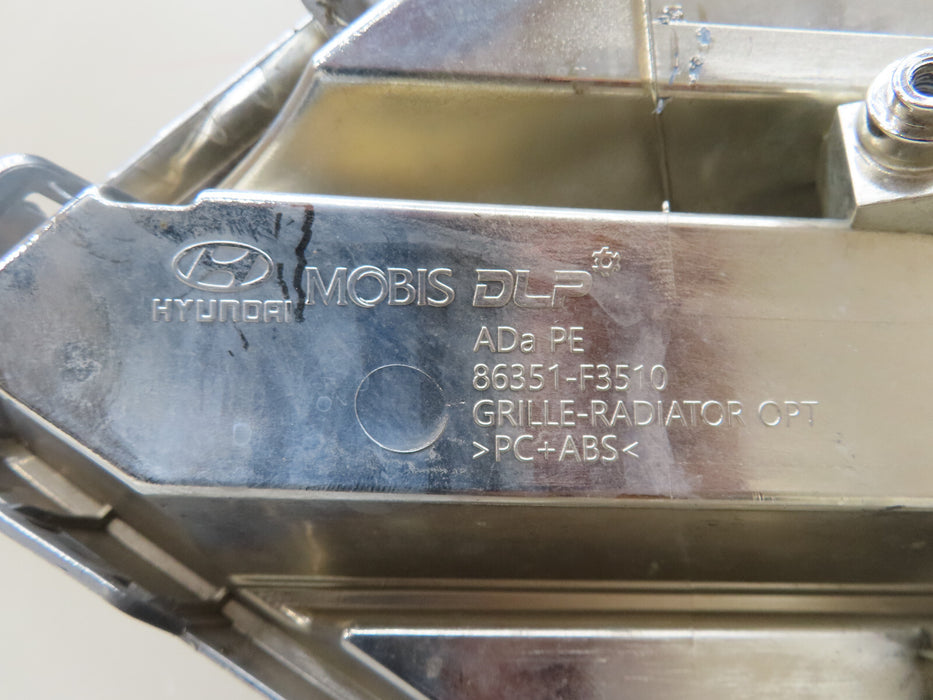 HYUNDAI MOBIS DLP
ADa PE
86351-F3510
GRILLE-RADIATOR OPT
>PC+ABS<